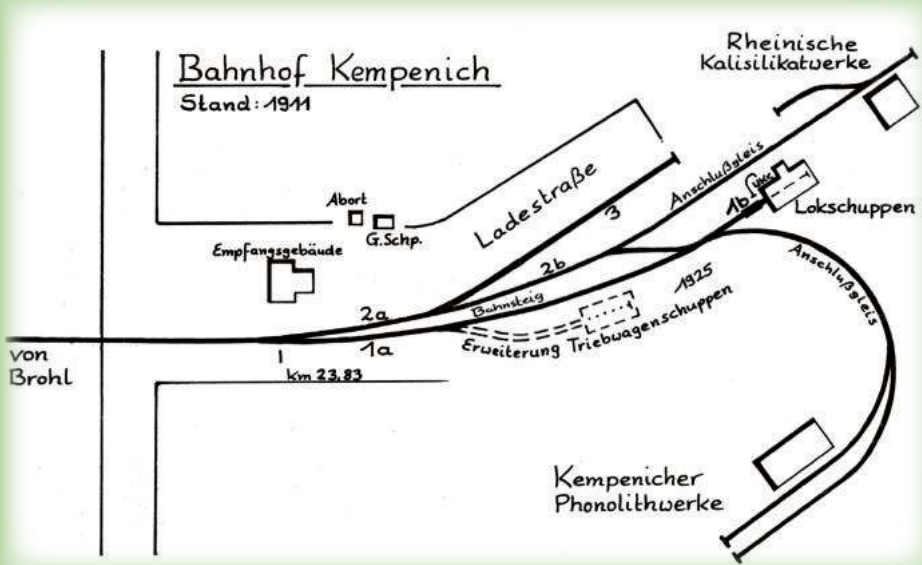 Bahnhof Kempenich
Stand: 1911
Rheinische
Kalisilikatwerke
Abort
G.Schp.
Ladestraße
3
Anschlußgleis
1b
Lokschuppen
Empfangsgebäude
2b
1925
Bahnsteig
Anschlußgleis
2a
1a
Erweiterung Triebwagenschuppen
von
Brohl
km 23,83
Kempenicher
Phonolithwerke